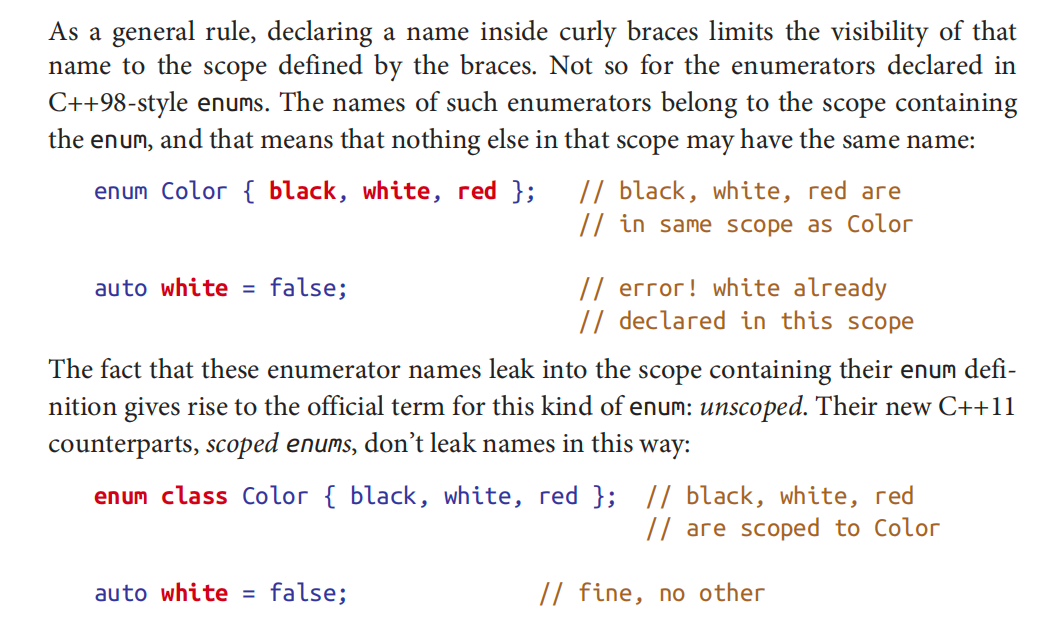 As a general rule, declaring a name inside curly braces limits the visibility of that
name to the scope defined by the braces. Not so for the enumerators declared in
C++98-style enums. The names of such enumerators belong to the scope containing
the enum, and that means that nothing else in that scope may have the same name:
enum Color { black, white, red };   // black, white, red are
// in same scope as Color
auto white = false;   // error! white already
// declared in this scope
The fact that these enumerator names leak into the scope containing their enum defi-
nition gives rise to the official term for this kind of enum: unscoped. Their new C++11
counterparts, scoped enums, don’t leak names in this way:
enum class Color { black, white, red };  // black, white, red
// are scoped to Color
auto white = false;   // fine, no other